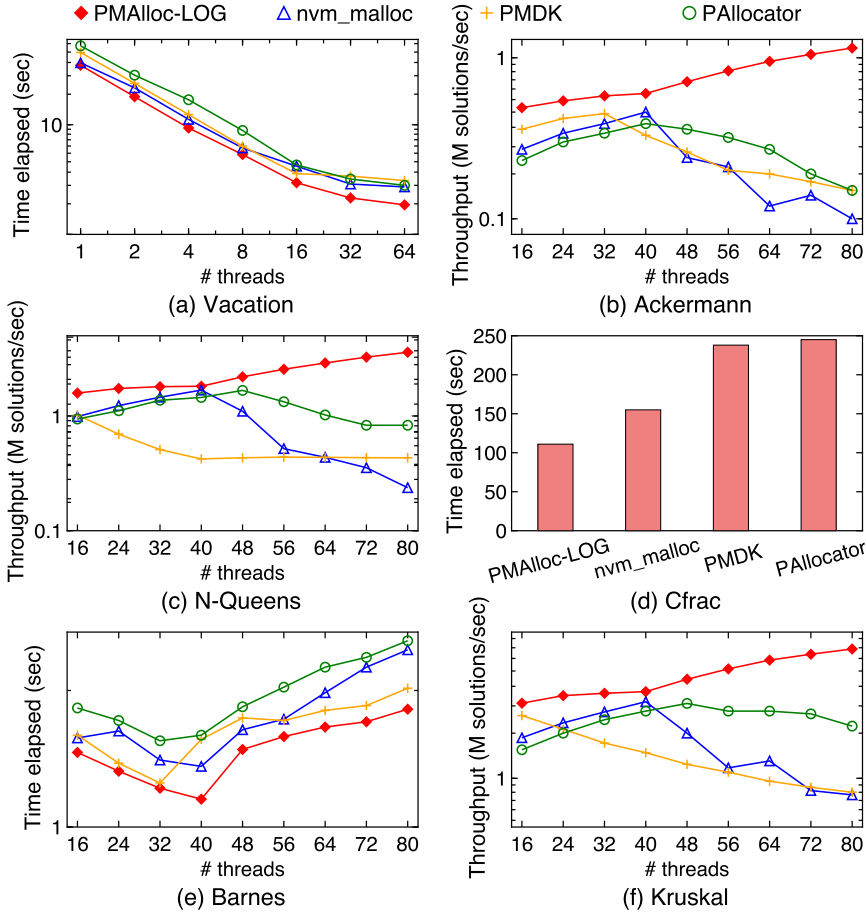 PMAlloc-LOG nvm_malloc PMDK PAllocator
Time elapsed (sec)
10
1 2 4 8 16 32 64
# threads
(a) Vacation
Throughput (M solutions/sec)
1
0.1
16 24 32 40 48 56 64 72 80
# threads
(b) Ackermann
Throughput (M solutions/sec)
1
0.1
16 24 32 40 48 56 64 72 80
# threads
(c) N-Queens
Time elapsed (sec)
250
200
150
100
50
0
PMAlloc-LOG nvm_malloc PMDK PAllocator
(d) Cfrac
Time elapsed (sec)
1
16 24 32 40 48 56 64 72 80
# threads
(e) Barnes
Throughput (M solutions/sec)
1
16 24 32 40 48 56 64 72 80
# threads
(f) Kruskal